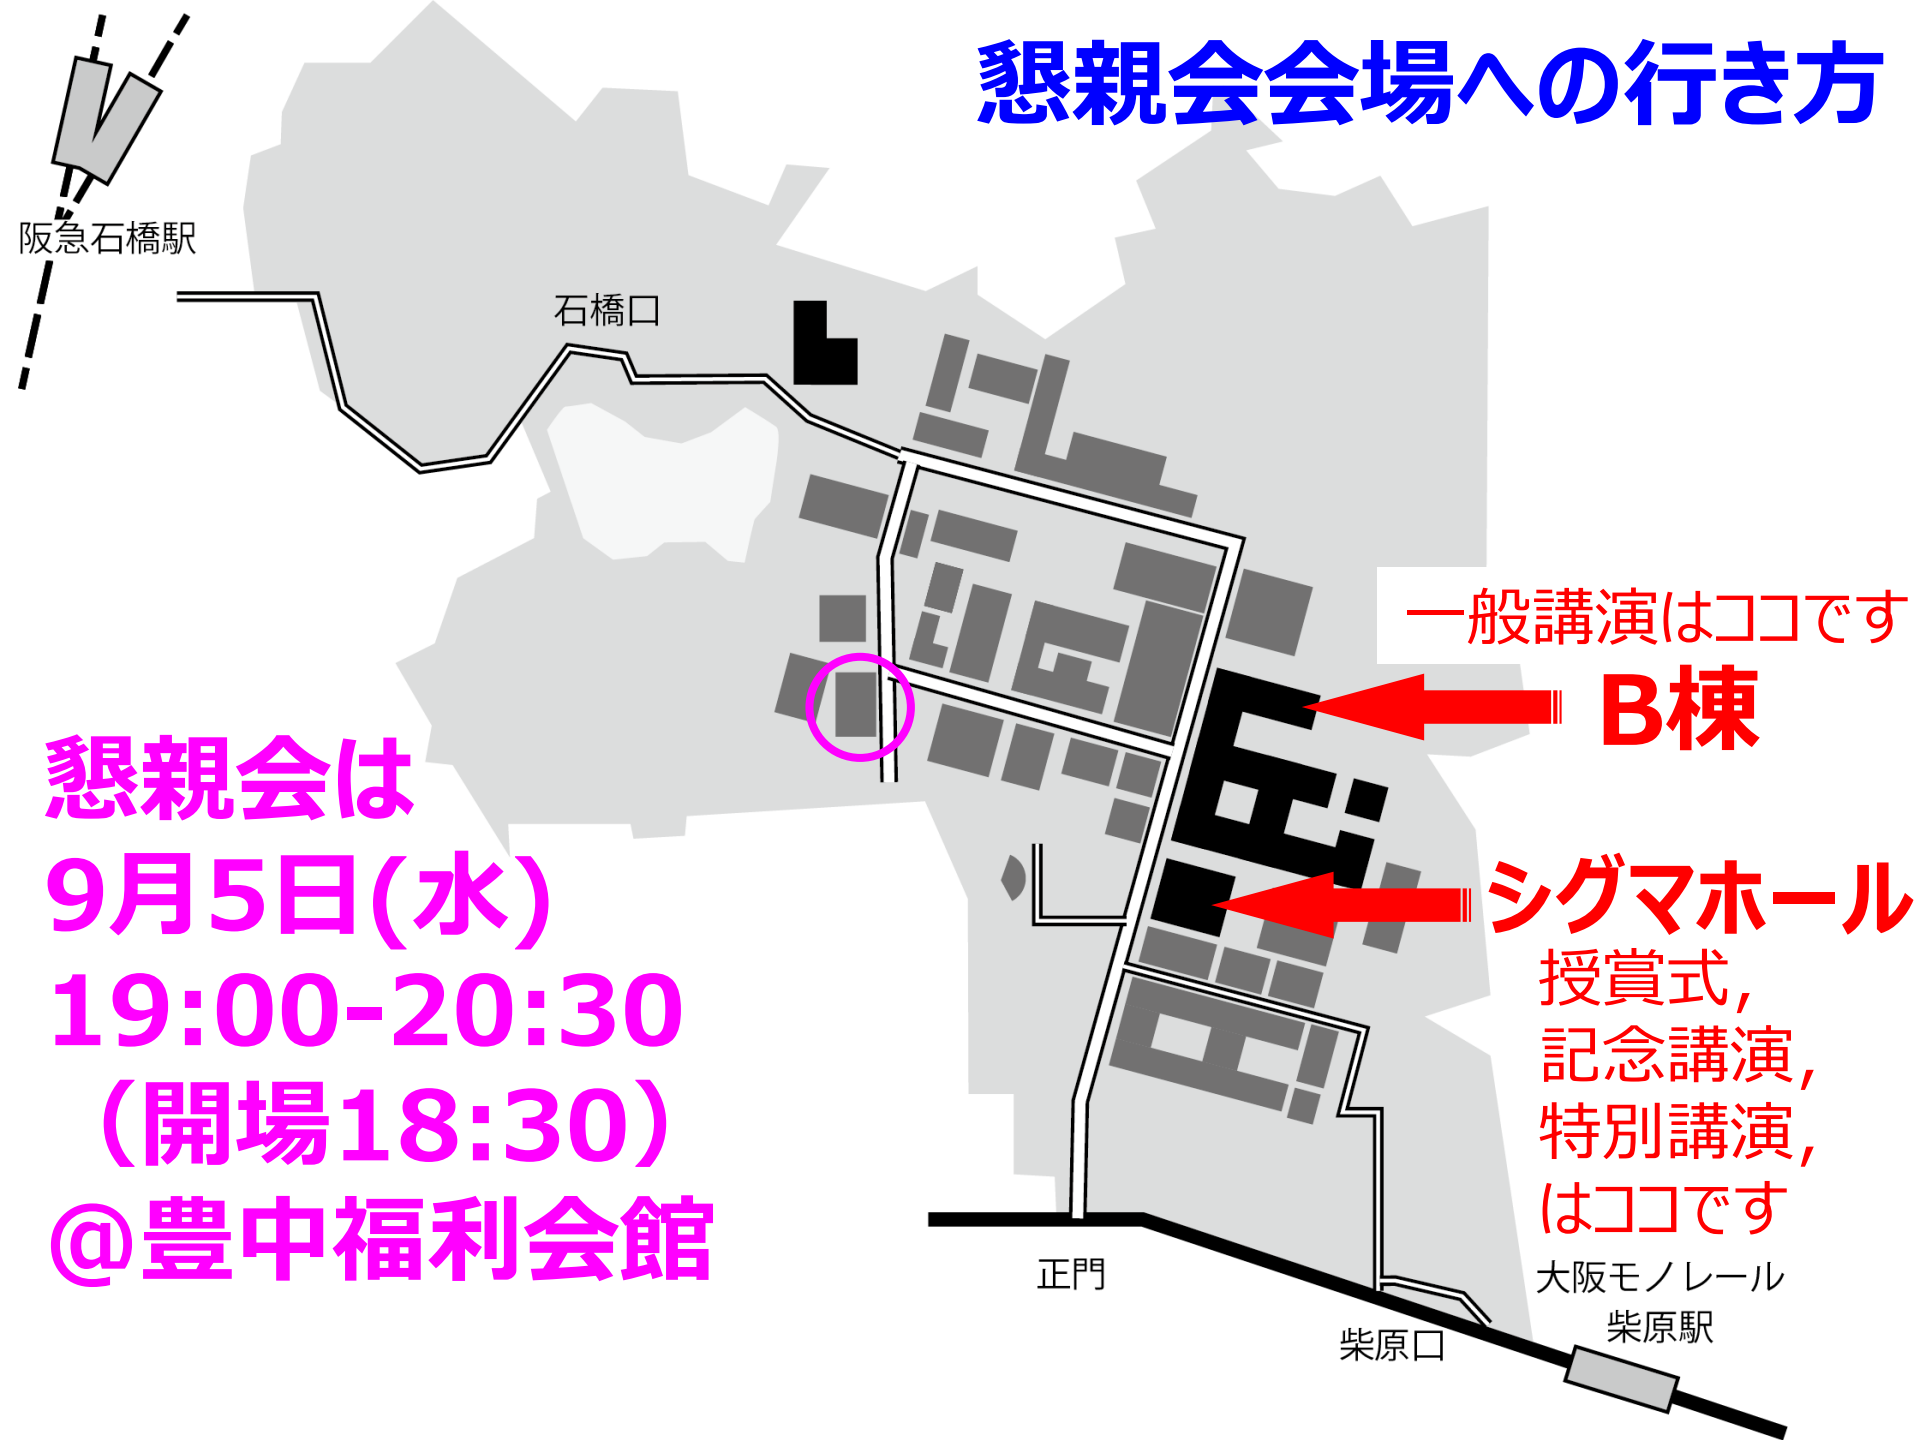 懇親会会場への行き方
阪急石橋駅
石橋口
一般講演はココです
B棟
懇親会は
9月5日(水)
19:00-20:30
（開場18:30）
@豊中福利会館
シグマホール
授賞式,
記念講演,
特別講演,
はココです
正門
大阪モノレール
柴原駅
柴原口